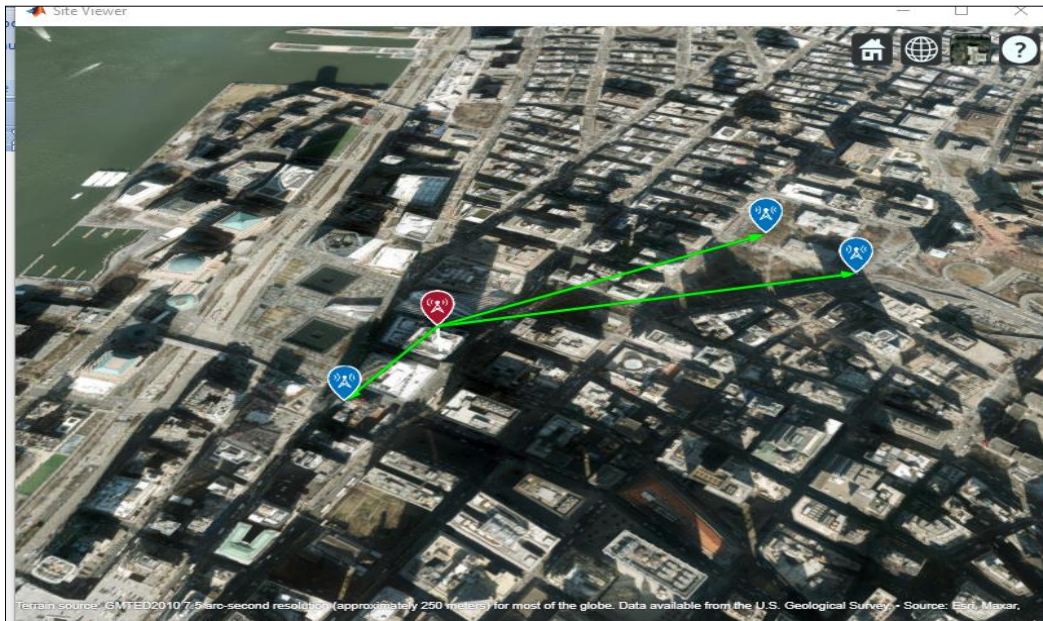 Site Viewer
?
Terrain source: GMTED2010 7.5 arc-second resolution (approximately 250 meters) for most of the globe. Data available from the U.S. Geological Survey. - Source: Esri, Maxar,